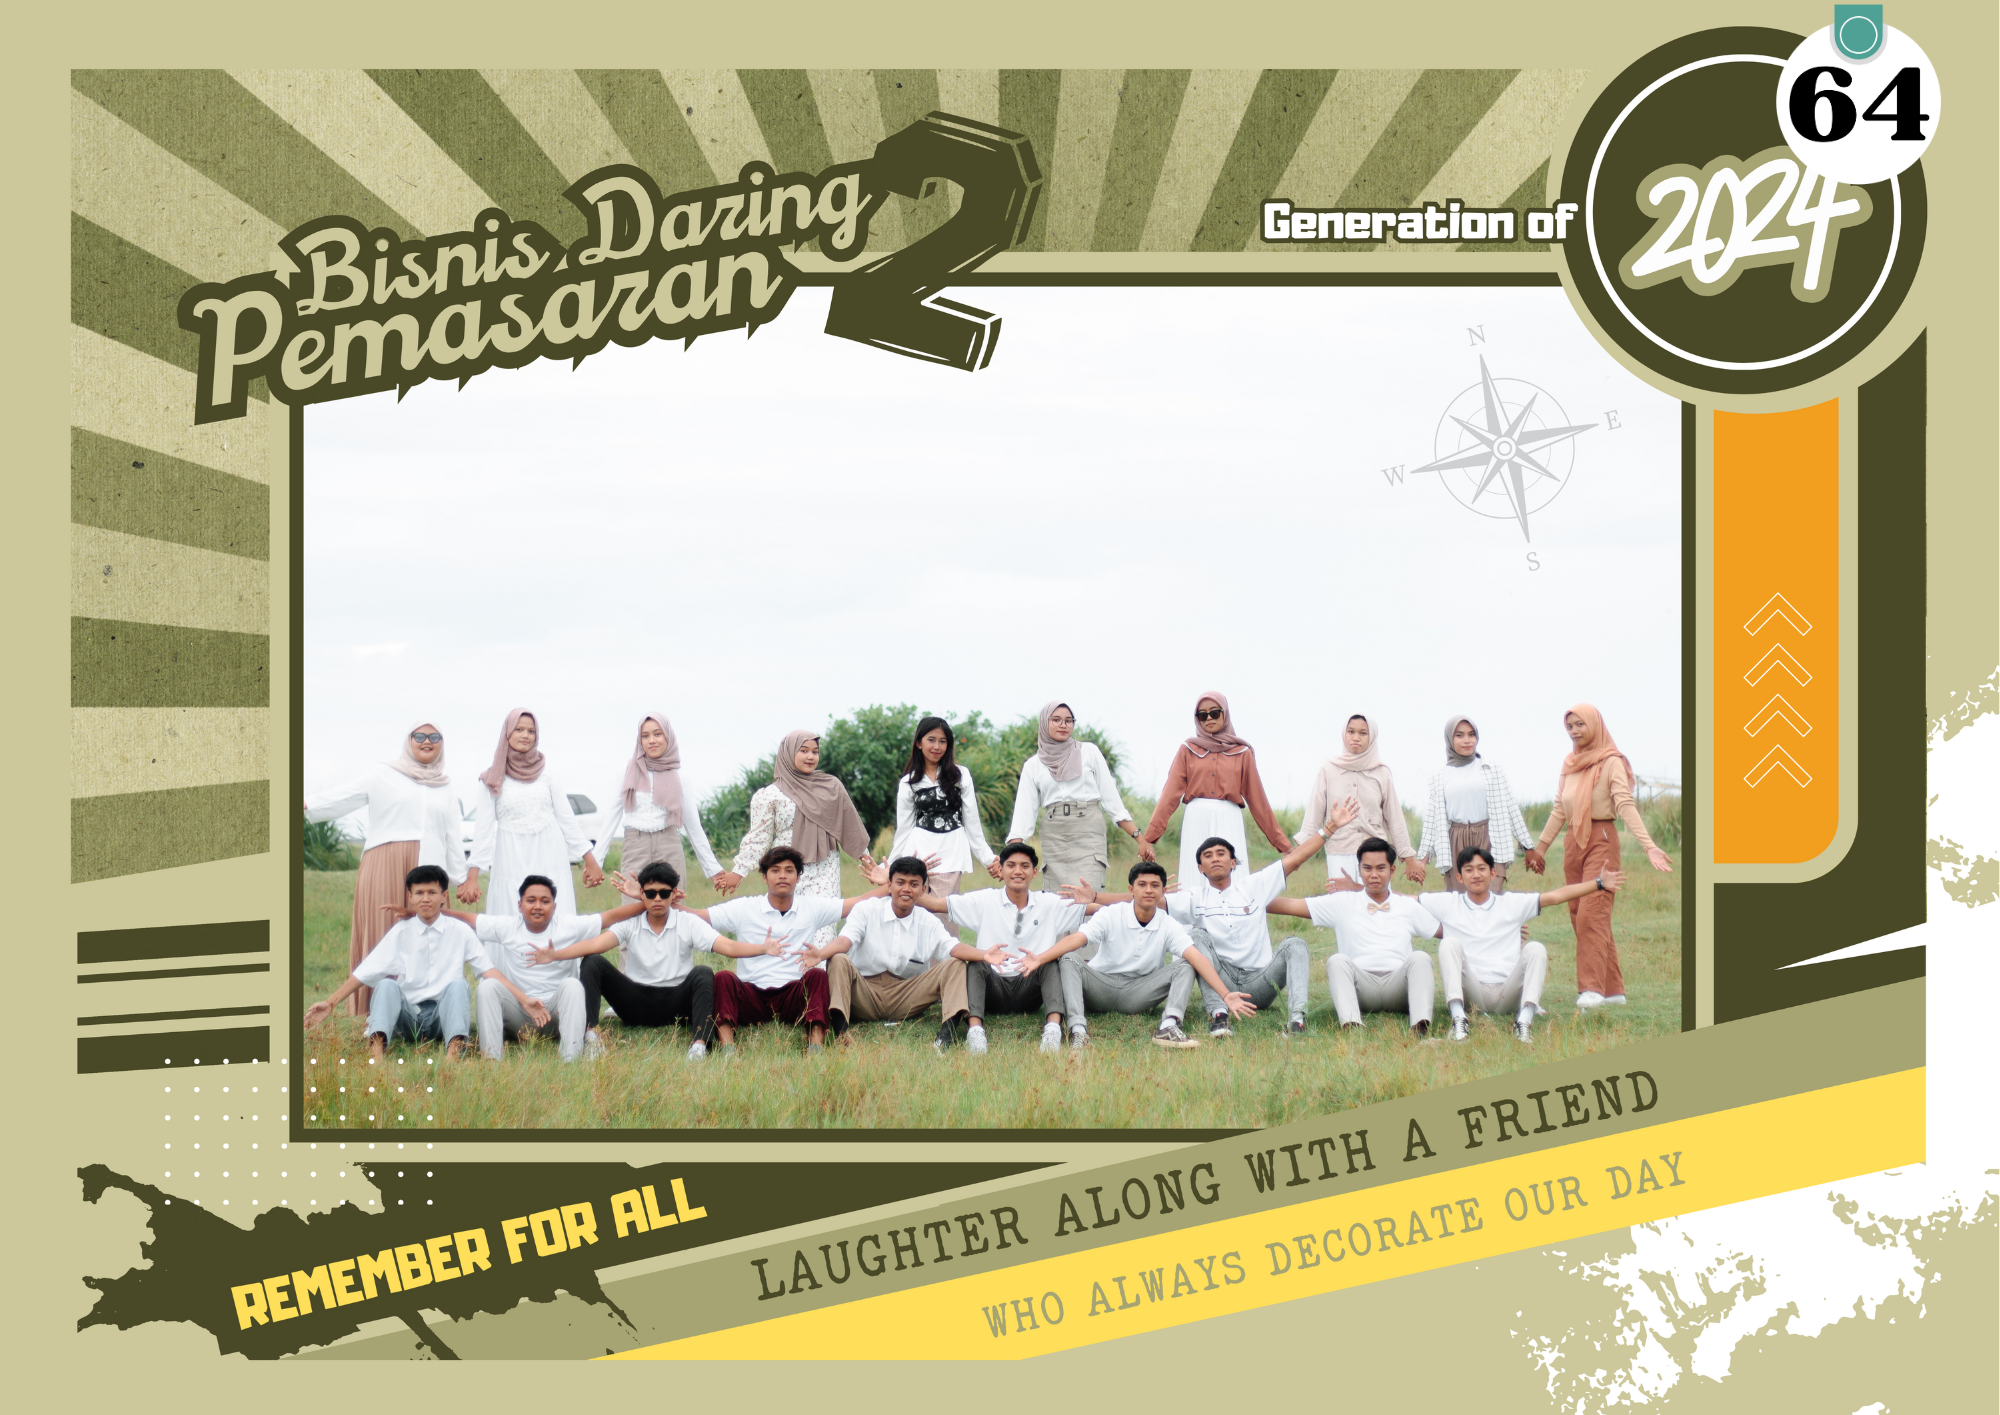 64
Bisnis Daring
Pemasaran 2
Generation of
2024
N
E
W
S
REMEMBER FOR ALL
LAUGHTER ALONG WITH A FRIEND
WHO ALWAYS DECORATE OUR DAY